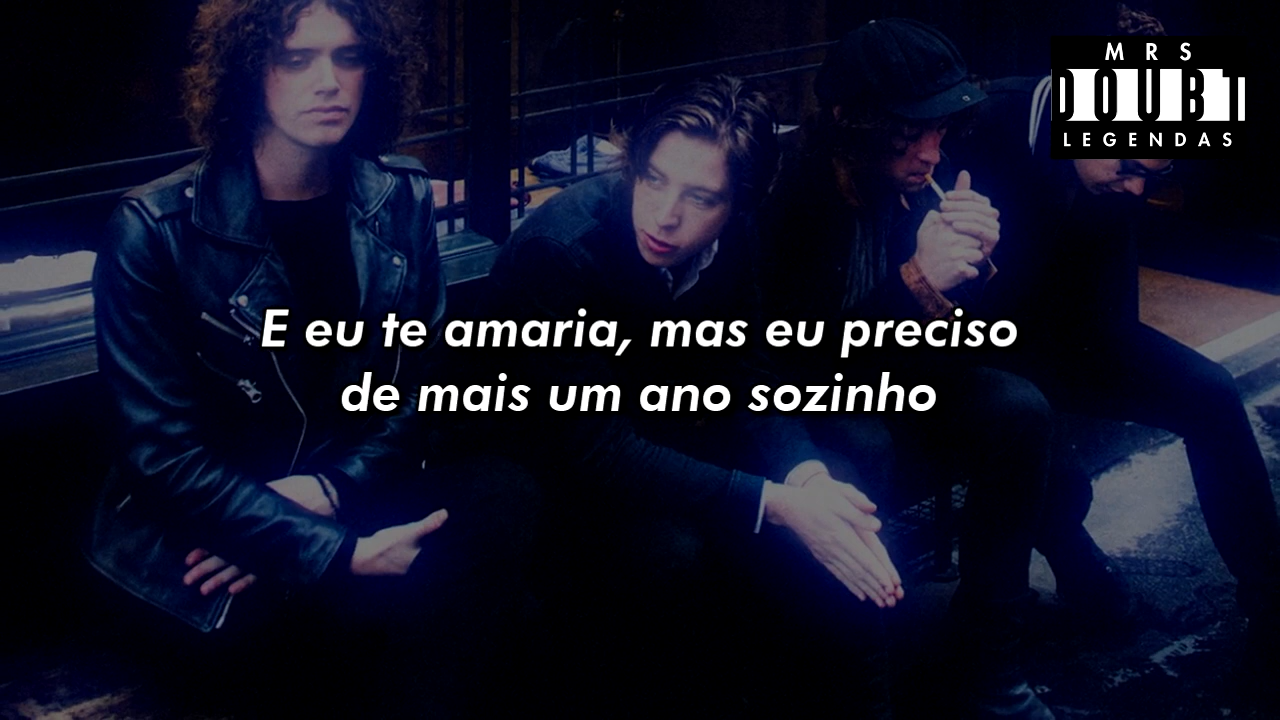 MRS
DOUBT
LEGENDAS
E eu te amaria, mas eu preciso
de mais um ano sozinho